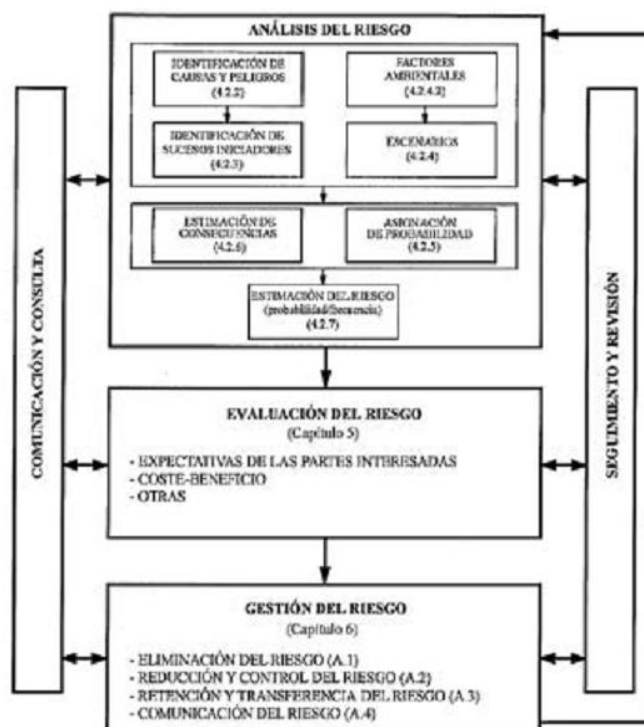 ANÁLISIS DEL RIESGO
IDENTIFICACIÓN DE
CAUSAS Y PELIGROS
(4.2.2)
FACTORES
AMBIENTALES
(4.2.4.2)
IDENTIFICACIÓN DE
SUCESOS INICIADORES
(4.2.3)
ESCENARIOS
(4.2.4)
ESTIMACIÓN DE
CONSECUENCIAS
(4.2.6)
ASIGNACIÓN
DE PROBABILIDAD
(4.2.5)
ESTIMACIÓN DEL RIESGO
(probabilidad/frecuencia)
(4.2.7)
COMUNICACIÓN Y CONSULTA
SEGUIMIENTO Y REVISIÓN
EVALUACIÓN DEL RIESGO
(Capítulo 5)
- EXPECTATIVAS DE LAS PARTES INTERESADAS
- COSTE-BENEFICIO
- OTRAS
GESTIÓN DEL RIESGO
(Capítulo 6)
- ELIMINACIÓN DEL RIESGO (A.1)
- REDUCCIÓN Y CONTROL DEL RIESGO (A.2)
- RETENCIÓN Y TRANSFERENCIA DEL RIESGO (A.3)
- COMUNICACIÓN DEL RIESGO (A.4)